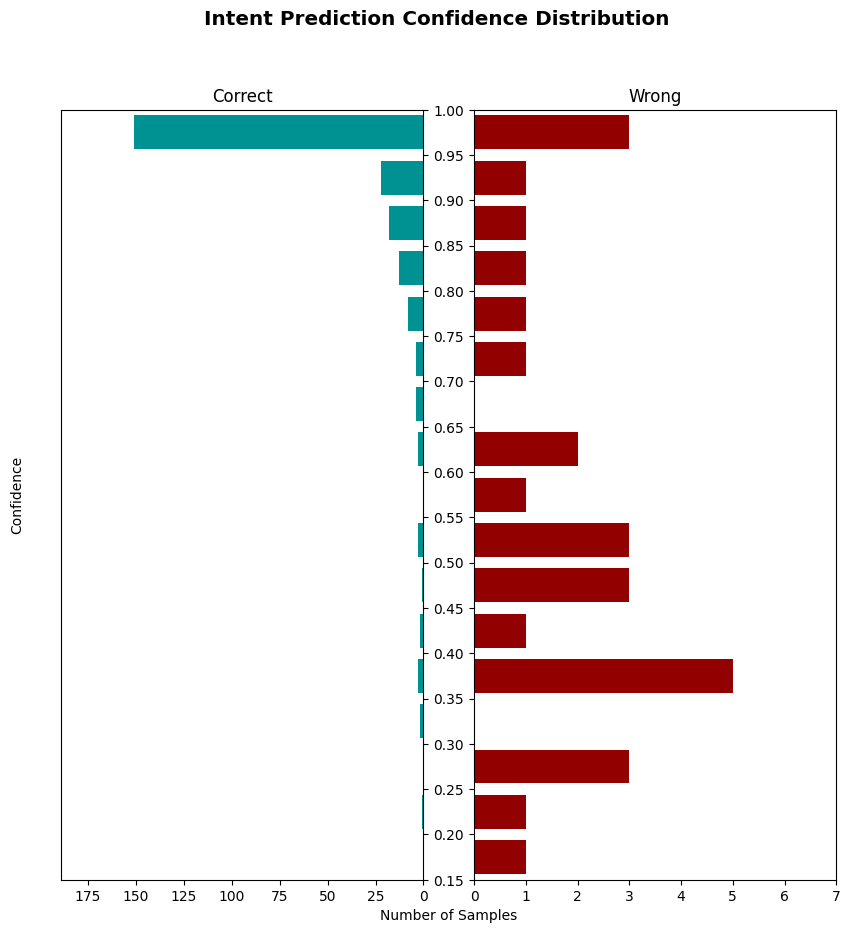 Intent Prediction Confidence Distribution
Correct
Wrong
1.00
0.95
0.90
0.85
0.80
0.75
0.70
0.65
0.60
0.55
0.50
0.45
0.40
0.35
0.30
0.25
0.20
0.15
Confidence
175 150 125 100 75 50 25 0
0 1 2 3 4 5 6 7
Number of Samples